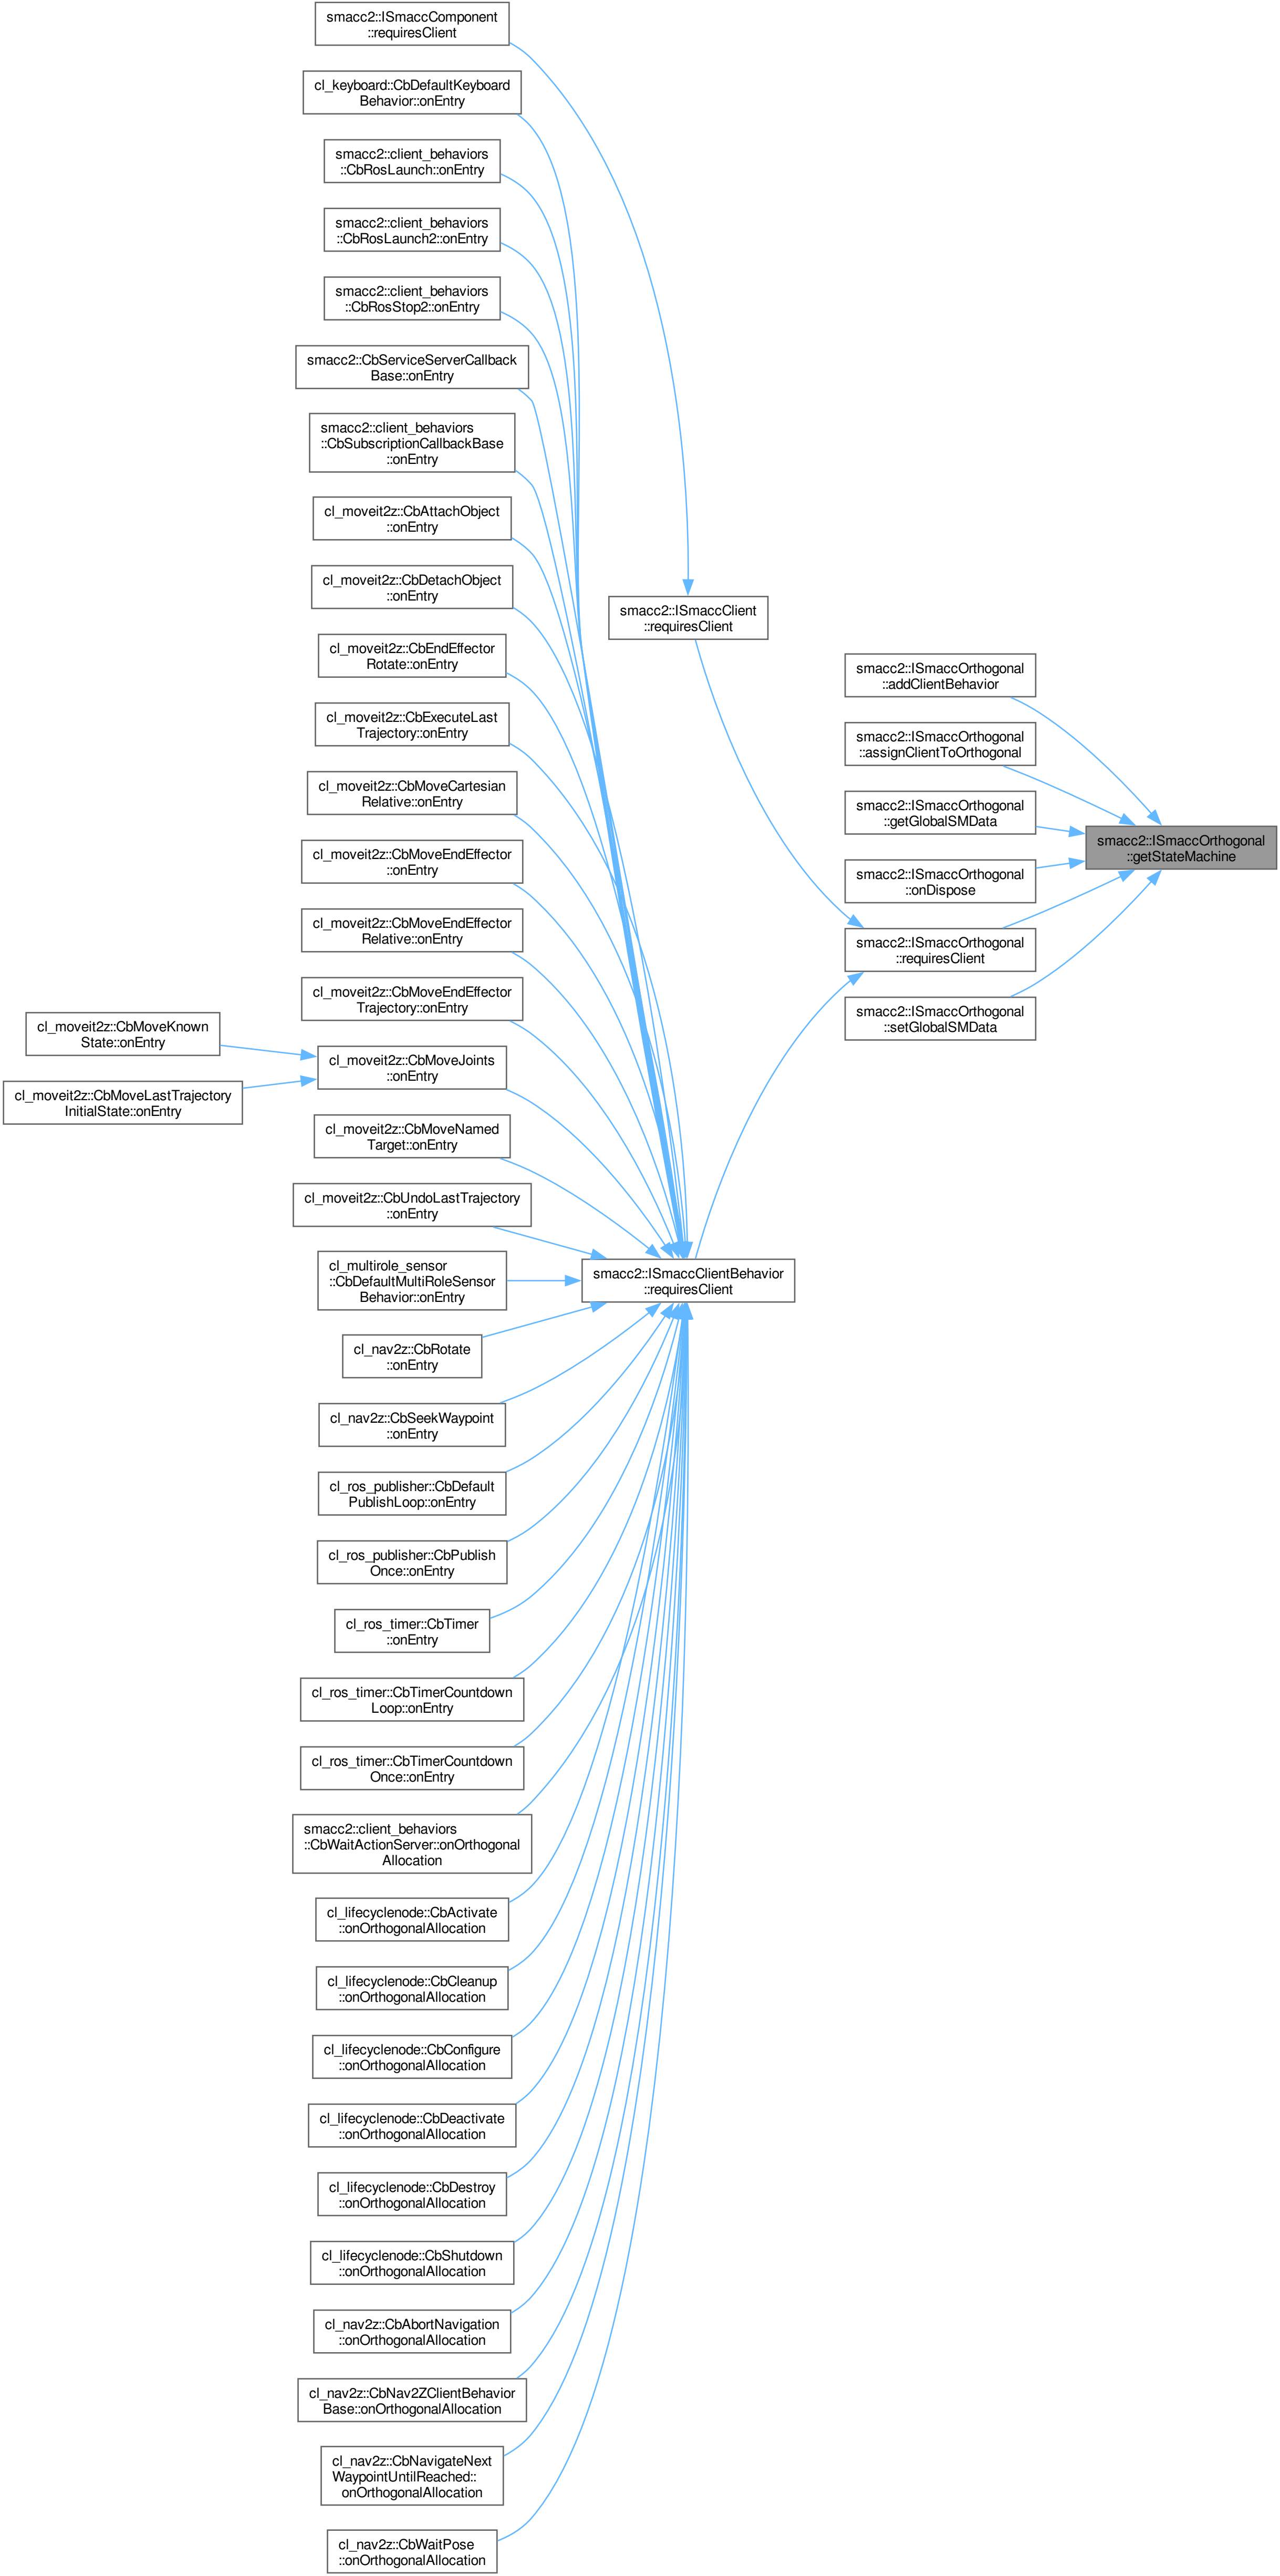 smacc2::ISmaccComponent
::requiresClient
cl_keyboard::CbDefaultKeyboard
Behavior::onEntry
smacc2::client_behaviors
::CbRosLaunch::onEntry
smacc2::client_behaviors
::CbRosLaunch2::onEntry
smacc2::client_behaviors
::CbRosStop2::onEntry
smacc2::CbServiceServerCallback
Base::onEntry
smacc2::client_behaviors
::CbSubscriptionCallbackBase
::onEntry
cl_moveit2z::CbAttachObject
::onEntry
cl_moveit2z::CbDetachObject
::onEntry
cl_moveit2z::CbEndEffector
Rotate::onEntry
cl_moveit2z::CbExecuteLast
Trajectory::onEntry
cl_moveit2z::CbMoveCartesian
Relative::onEntry
cl_moveit2z::CbMoveEndEffector
::onEntry
cl_moveit2z::CbMoveEndEffector
Relative::onEntry
cl_moveit2z::CbMoveEndEffector
Trajectory::onEntry
cl_moveit2z::CbMoveKnown
State::onEntry
cl_moveit2z::CbMoveLastTrajectory
InitialState::onEntry
cl_moveit2z::CbMoveJoints
::onEntry
cl_moveit2z::CbMoveNamed
Target::onEntry
cl_moveit2z::CbUndoLastTrajectory
::onEntry
cl_multirole_sensor
::CbDefaultMultiRoleSensor
Behavior::onEntry
cl_nav2z::CbRotate
::onEntry
cl_nav2z::CbSeekWaypoint
::onEntry
cl_ros_publisher::CbDefault
PublishLoop::onEntry
cl_ros_publisher::CbPublish
Once::onEntry
cl_ros_timer::CbTimer
::onEntry
cl_ros_timer::CbTimerCountdown
Loop::onEntry
cl_ros_timer::CbTimerCountdown
Once::onEntry
smacc2::client_behaviors
::CbWaitActionServer::onOrthogonal
Allocation
cl_lifecyclenode::CbActivate
::onOrthogonalAllocation
cl_lifecyclenode::CbCleanup
::onOrthogonalAllocation
cl_lifecyclenode::CbConfigure
::onOrthogonalAllocation
cl_lifecyclenode::CbDeactivate
::onOrthogonalAllocation
cl_lifecyclenode::CbDestroy
::onOrthogonalAllocation
cl_lifecyclenode::CbShutdown
::onOrthogonalAllocation
cl_nav2z::CbAbortNavigation
::onOrthogonalAllocation
cl_nav2z::CbNav2ZClientBehavior
Base::onOrthogonalAllocation
cl_nav2z::CbNavigateNext
WaypointUntilReached::
onOrthogonalAllocation
cl_nav2z::CbWaitPose
::onOrthogonalAllocation
smacc2::ISmaccClient
::requiresClient
smacc2::ISmaccClientBehavior
::requiresClient
smacc2::ISmaccOrthogonal
::addClientBehavior
smacc2::ISmaccOrthogonal
::assignClientToOrthogonal
smacc2::ISmaccOrthogonal
::getGlobalSMData
smacc2::ISmaccOrthogonal
::onDispose
smacc2::ISmaccOrthogonal
::requiresClient
smacc2::ISmaccOrthogonal
::setGlobalSMData
smacc2::ISmaccOrthogonal
::getStateMachine